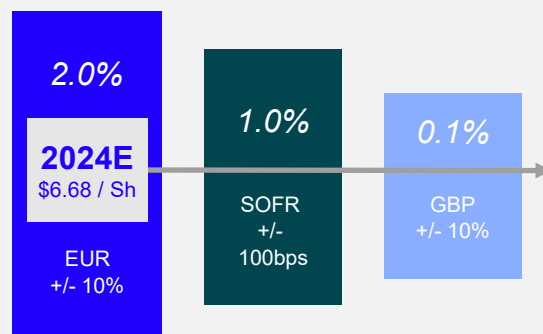 2.0%
2024E
$6.68 / Sh
EUR
+/- 10%
1.0%
SOFR
+/-
100bps
0.1%
GBP
+/- 10%